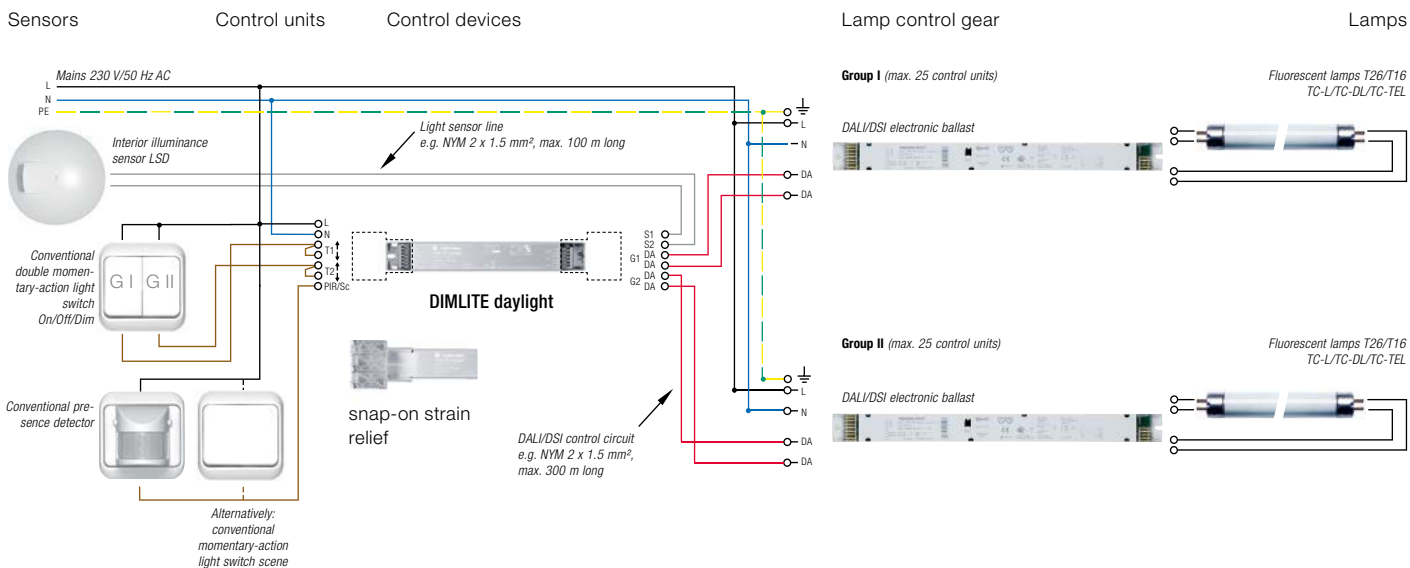 Sensors
Control units
Control devices
Lamp control gear
Lamps
Mains 230 V/50 Hz AC
L
N
PE
Interior illuminance
sensor LSD
Light sensor line
e.g. NYM 2 x 1.5 mm², max. 100 m long
Group I (max. 25 control units)
Fluorescent lamps T26/T16
TC-L/TC-DL/TC-TEL
DALI/DSI electronic ballast
L
N
DA
DA
Conventional
double momen-
tary-action light
switch
On/Off/Dim
G I
G II
L
N
T1
T2
PIR/Sc
S1
S2
G1
DA
DA
G2
DA
DA
DIMLITE daylight
snap-on strain
relief
Conventional pre-
sence detector
Alternatively:
conventional
momentary-action
light switch scene
DALI/DSI control circuit
e.g. NYM 2 x 1.5 mm²,
max. 300 m long
Group II (max. 25 control units)
Fluorescent lamps T26/T16
TC-L/TC-DL/TC-TEL
DALI/DSI electronic ballast
L
N
DA
DA